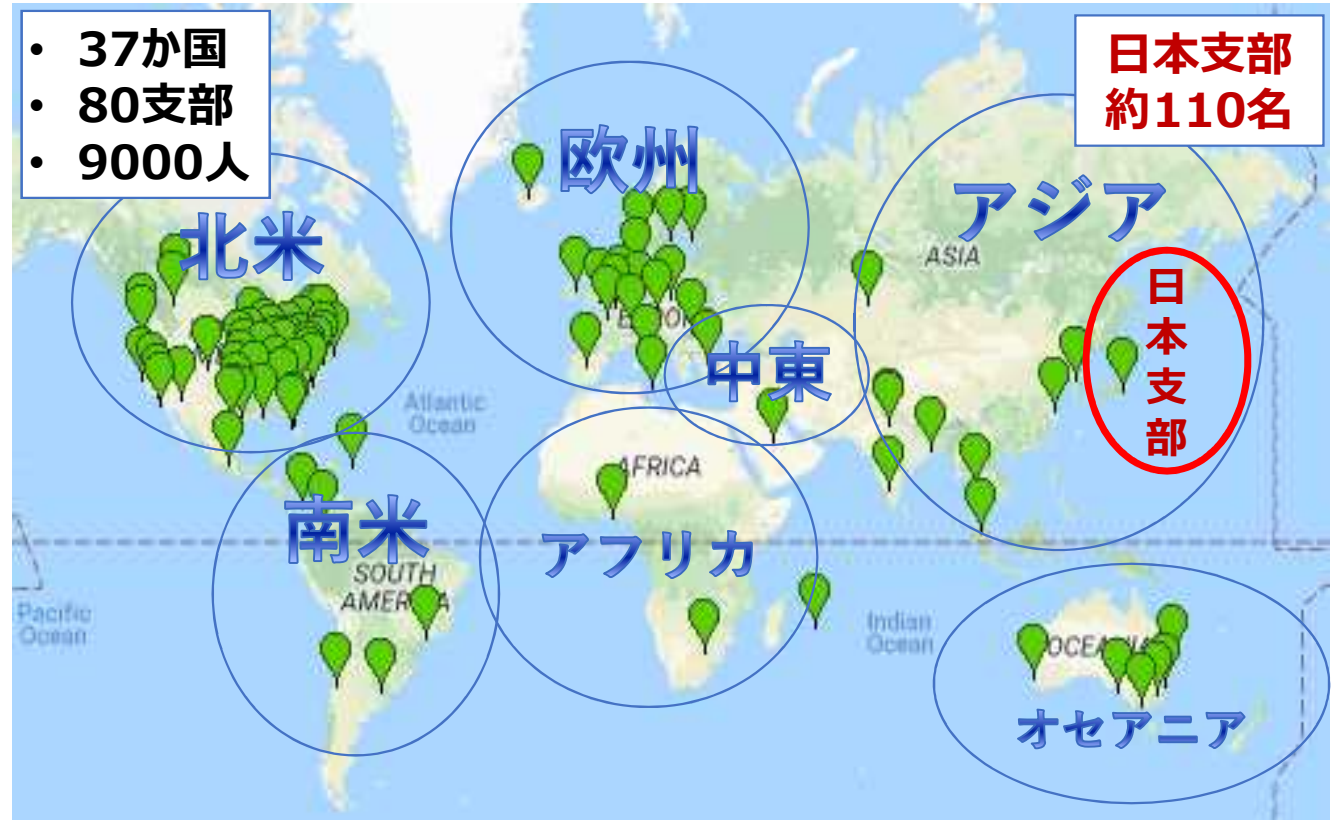 • 37か国
• 80支部
• 9000人
日本支部
約110名
欧州
アジア
北米
ASIA
日本支部
中東
Atlantic
Ocean
AFRICA
南米
アフリカ
SOUTH
AMERICA
Pacific
Ocean
Indian
Ocean
OCEANIA
オセアニア